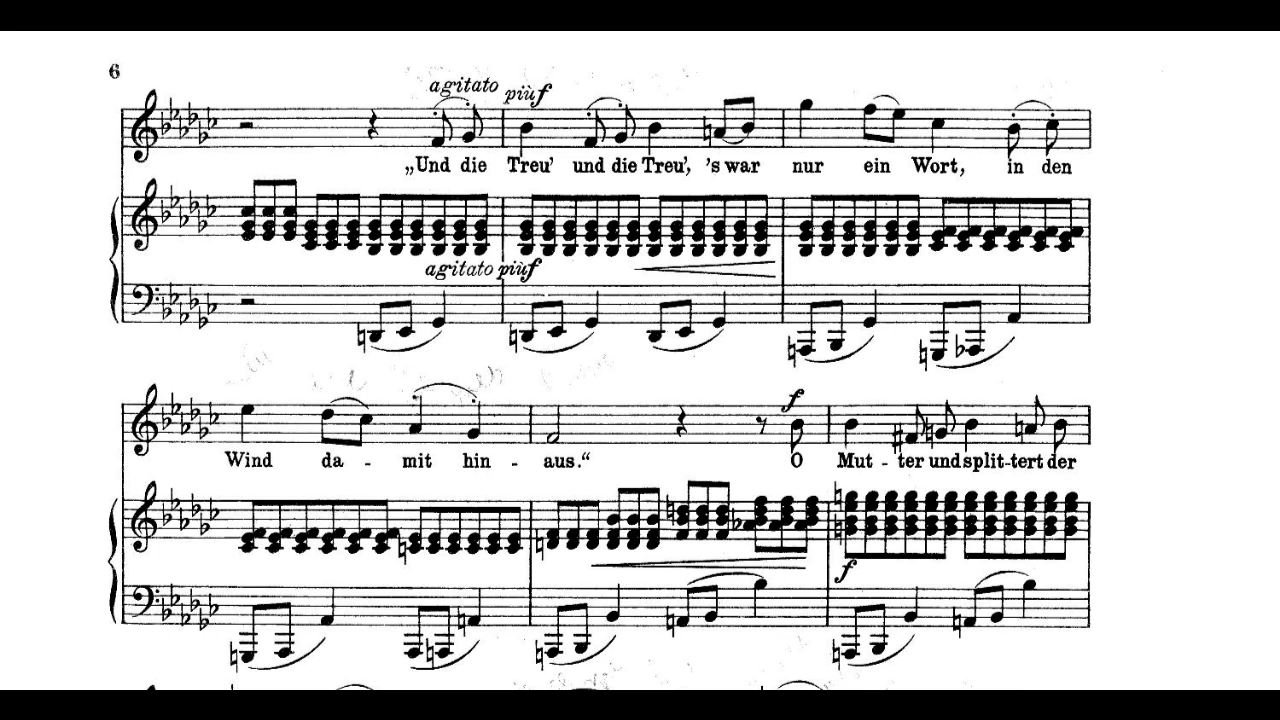 6
agitato più f
„Und die Treu’ und die Treu’, ’s war nur ein Wort, in den
agitato più f
f
Wind da - mit hin - aus.“ O Mut - ter und split-tert der
f